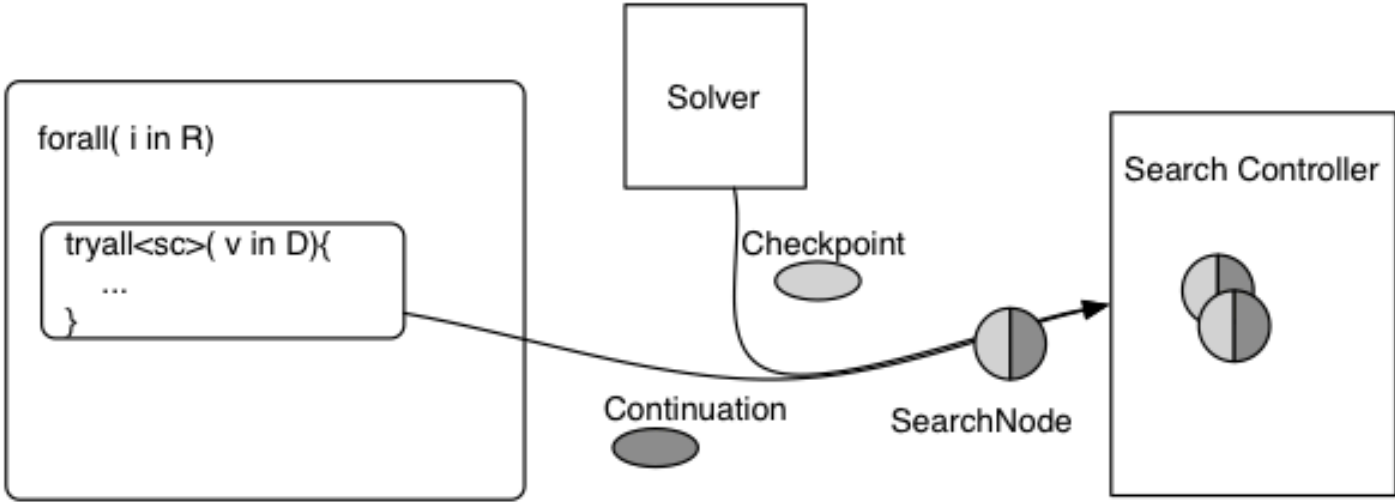 forall( i in R)
tryall<sc>( v in D){
...
}
Solver
Checkpoint
Continuation
SearchNode
Search Controller